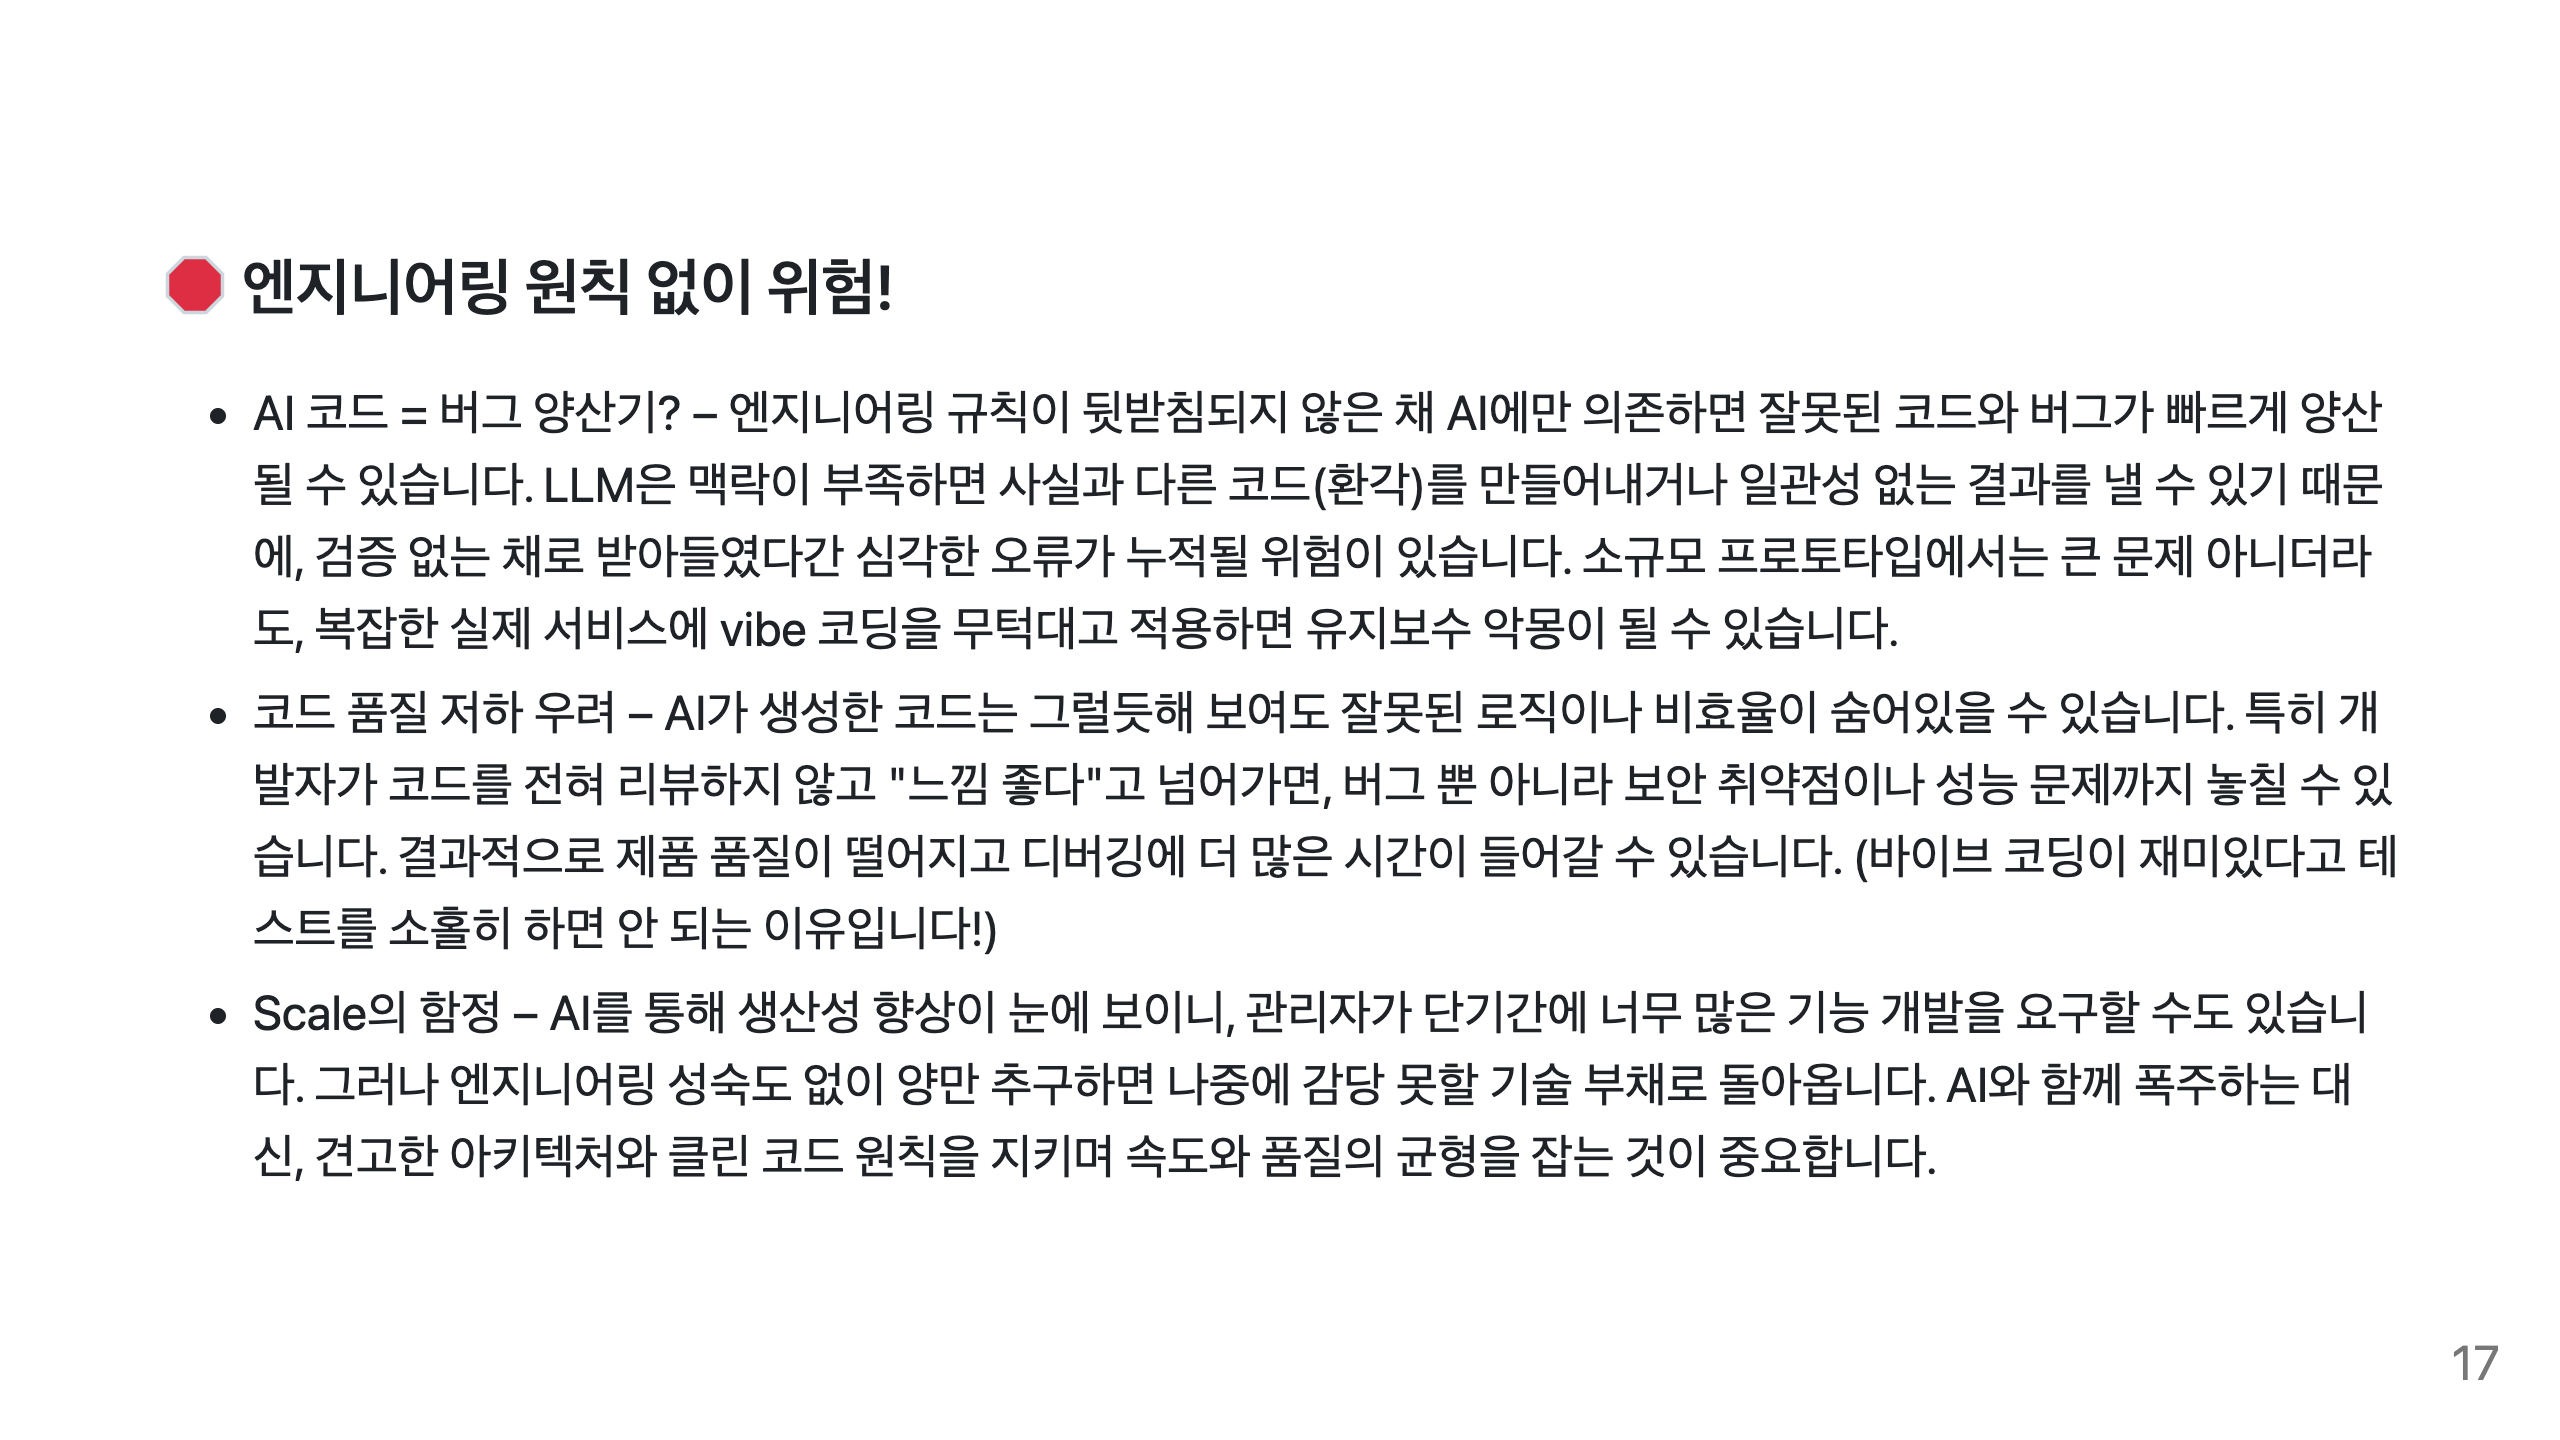 🛑 엔지니어링 원칙 없이 위험!
• AI 코드 = 버그 양산기? – 엔지니어링 규칙이 뒷받침되지 않은 채 AI에만 의존하면 잘못된 코드와 버그가 빠르게 양산
될 수 있습니다. LLM은 맥락이 부족하면 사실과 다른 코드(환각)를 만들어내거나 일관성 없는 결과를 낼 수 있기 때문
에, 검증 없는 채로 받아들였다간 심각한 오류가 누적될 위험이 있습니다. 소규모 프로토타입에서는 큰 문제 아니더라
도, 복잡한 실제 서비스에 vibe 코딩을 무턱대고 적용하면 유지보수 악몽이 될 수 있습니다.
• 코드 품질 저하 우려 – AI가 생성한 코드는 그럴듯해 보여도 잘못된 로직이나 비효율이 숨어있을 수 있습니다. 특히 개
발자가 코드를 전혀 리뷰하지 않고 "느낌 좋다"고 넘어가면, 버그 뿐 아니라 보안 취약점이나 성능 문제까지 놓칠 수 있
습니다. 결과적으로 제품 품질이 떨어지고 디버깅에 더 많은 시간이 들어갈 수 있습니다. (바이브 코딩이 재미있다고 테
스트를 소홀히 하면 안 되는 이유입니다!)
• Scale의 함정 – AI를 통해 생산성 향상이 눈에 보이니, 관리자가 단기간에 너무 많은 기능 개발을 요구할 수도 있습니
다. 그러나 엔지니어링 성숙도 없이 양만 추구하면 나중에 감당 못할 기술 부채로 돌아옵니다. AI와 함께 폭주하는 대
신, 견고한 아키텍처와 클린 코드 원칙을 지키며 속도와 품질의 균형을 잡는 것이 중요합니다.
17